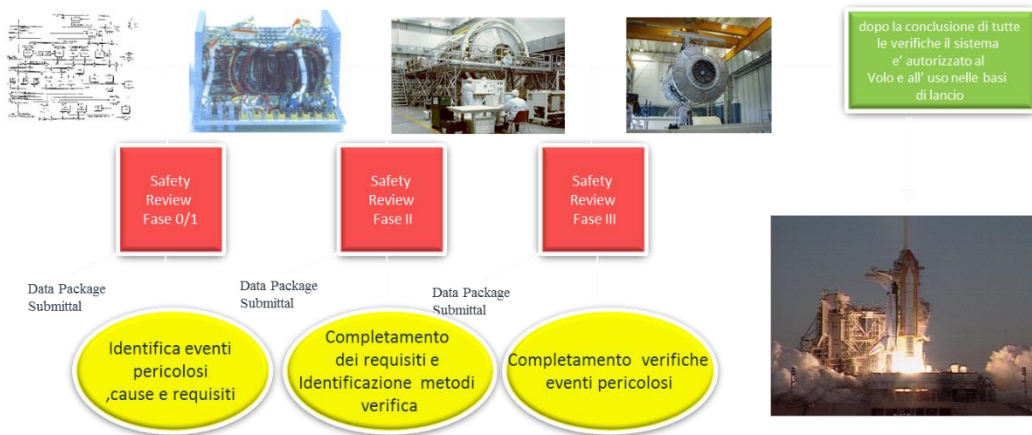 dopo la conclusione di tutte
le verifiche il sistema
e' autorizzato al
Volo e all' uso nelle basi
di lancio
Safety
Review
Fase 0/1
Safety
Review
Fase II
Safety
Review
Fase III
Data Package
Submittal
Data Package
Submittal
Data Package
Submittal
Identifica eventi
pericolosi
,cause e requisiti
Completamento
dei requisiti e
Identificazione metodi
verifica
Completamento verifiche
eventi pericolosi